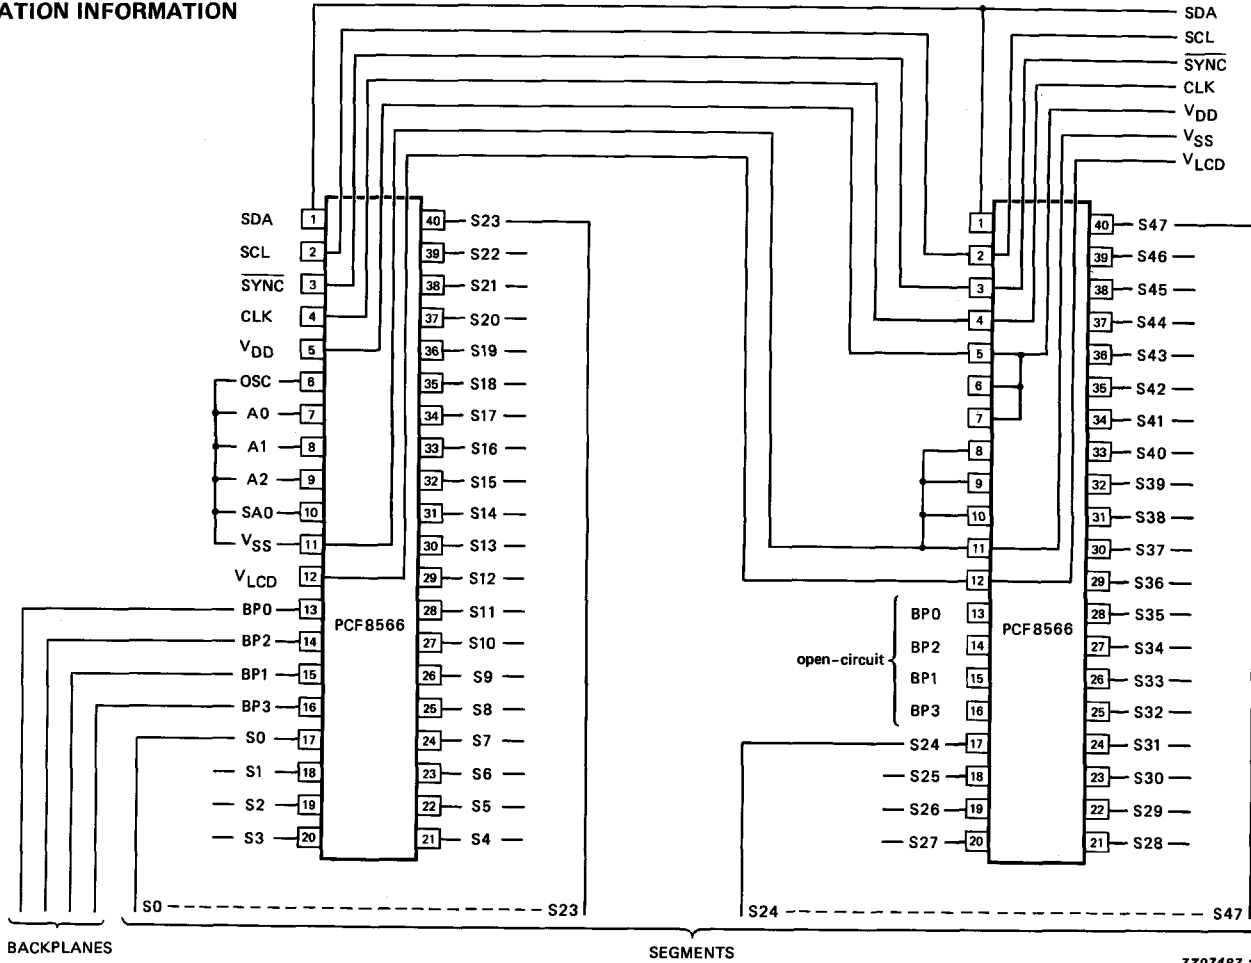 ATION INFORMATION
SDA
SCL
SYNC
CLK
VDD
VSS
VLCD
SDA 1 40 S23
SCL 2 39 S22
SYNC 3 38 S21
CLK 4 37 S20
VDD 5 36 S19
OSC 6 35 S18
A0 7 34 S17
A1 8 33 S16
A2 9 32 S15
SA0 10 31 S14
VSS 11 30 S13
VLCD 12 29 S12
BP0 13 28 S11
PCF8566
BP2 14 27 S10
BP1 15 26 S9
BP3 16 25 S8
S0 17 24 S7
S1 18 23 S6
S2 19 22 S5
S3 20 21 S4
1 40 S47
2 39 S46
3 38 S45
4 37 S44
5 36 S43
6 35 S42
7 34 S41
8 33 S40
9 32 S39
10 31 S38
11 30 S37
12 29 S36
BP0 13 28 S35
PCF8566
open-circuit
BP2 14 27 S34
BP1 15 26 S33
BP3 16 25 S32
S24 17 24 S31
S25 18 23 S30
S26 19 22 S29
S27 20 21 S28
S0 S23 S24 S47
BACKPLANES
SEGMENTS